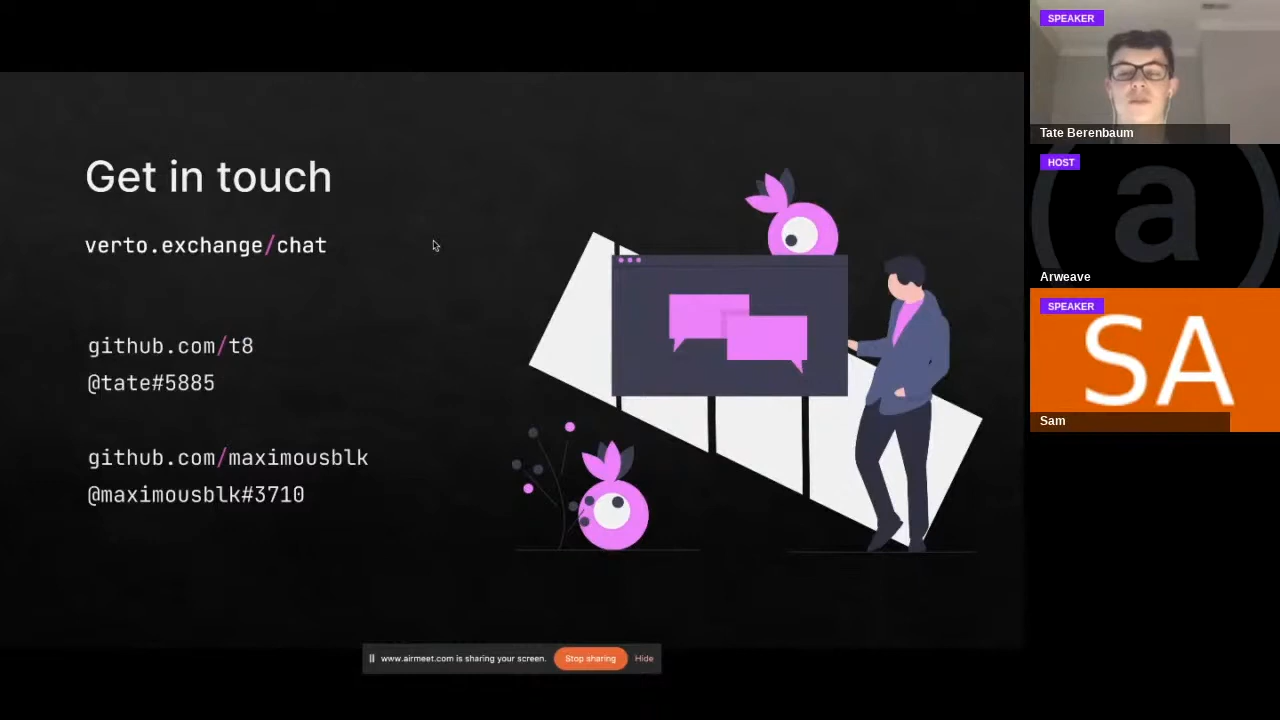 Get in touch
verto.exchange/chat
github.com/t8
@tate#5885
github.com/maximousblk
@maximousblk#3710
www.airmeet.com is sharing your screen.
Stop sharing
Hide
SPEAKER
Tate Berenbaum
HOST
a
Arweave
SPEAKER
SA
Sam